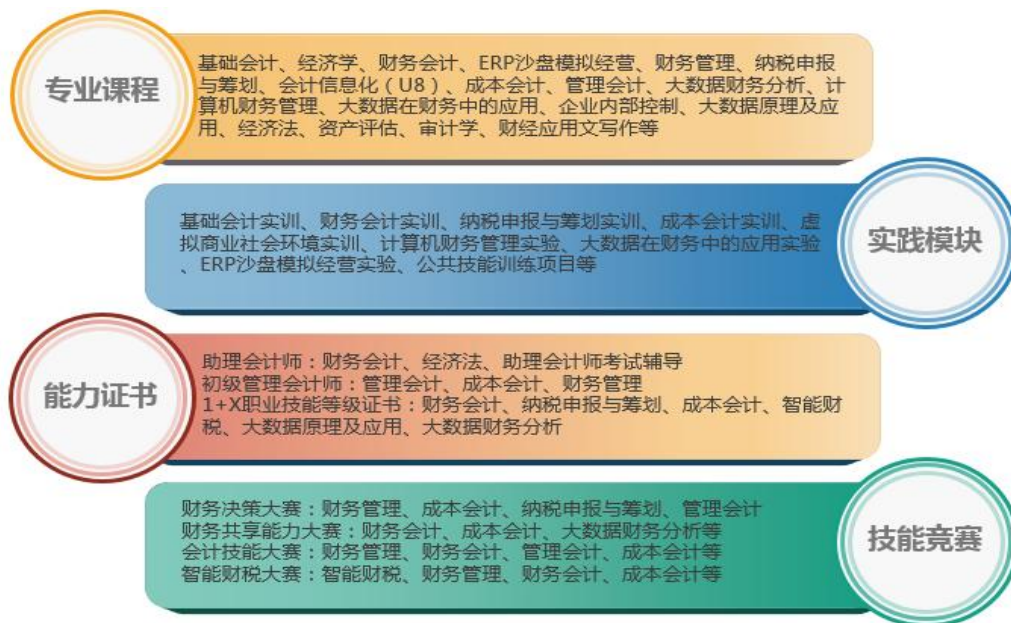 专业课程
基础会计、经济学、财务会计、ERP沙盘模拟经营、财务管理、纳税申报
与筹划、会计信息化（U8）、成本会计、管理会计、大数据财务分析、计
算机财务管理、大数据在财务中的应用、企业内部控制、大数据原理及应
用、经济法、资产评估、审计学、财经应用文写作等
基础会计实训、财务会计实训、纳税申报与筹划实训、成本会计实训、虚
拟商业社会环境实训、计算机财务管理实验、大数据在财务中的应用实验
、ERP沙盘模拟经营实验、公共技能训练项目等
实践模块
能力证书
助理会计师：财务会计、经济法、助理会计师考试辅导
初级管理会计师：管理会计、成本会计、财务管理
1+X职业技能等级证书：财务会计、纳税申报与筹划、成本会计、智能财
税、大数据原理及应用、大数据财务分析
财务决策大赛：财务管理、成本会计、纳税申报与筹划、管理会计
财务共享能力大赛：财务会计、成本会计、大数据财务分析等
会计技能大赛：财务管理、财务会计、管理会计、成本会计等
智能财税大赛：智能财税、财务管理、财务会计、成本会计等
技能竞赛